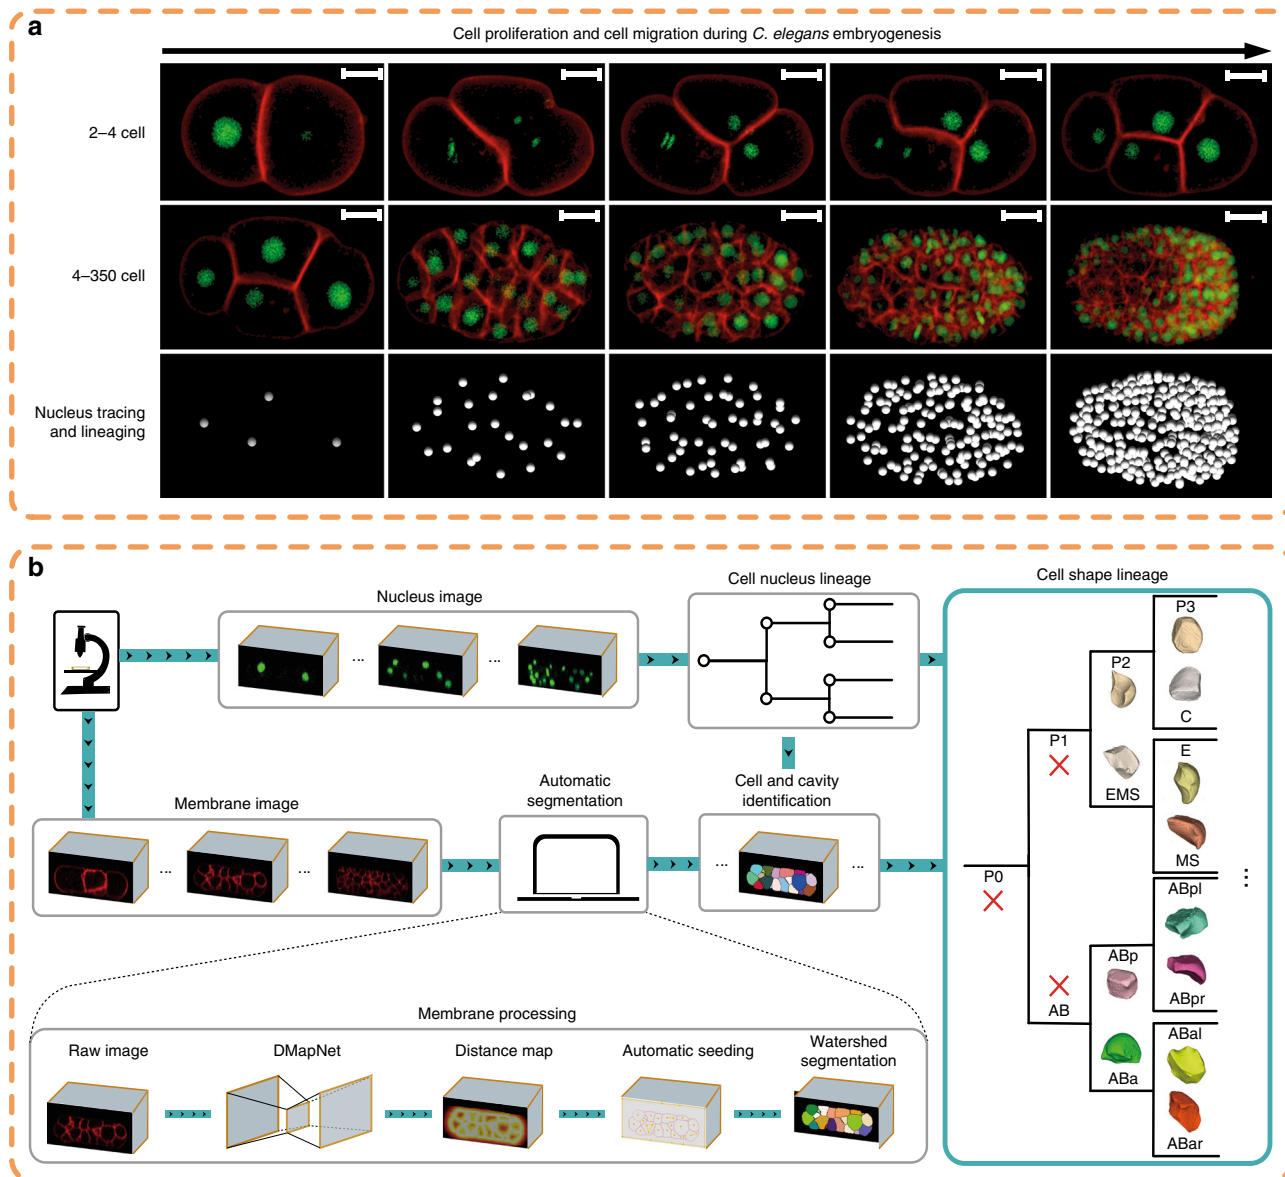 a
Cell proliferation and cell migration during C. elegans embryogenesis
2–4 cell
4–350 cell
Nucleus tracing
and lineaging
b
Nucleus image
Cell nucleus lineage
Cell shape lineage
Membrane image
Automatic
segmentation
Cell and cavity
identification
...
...
...
...
...
...
P0
P1
AB
P2
EMS
ABp
ABa
P3
C
E
MS
ABpl
ABpr
ABal
ABar
...
Membrane processing
Raw image
DMapNet
Distance map
Automatic seeding
Watershed
segmentation